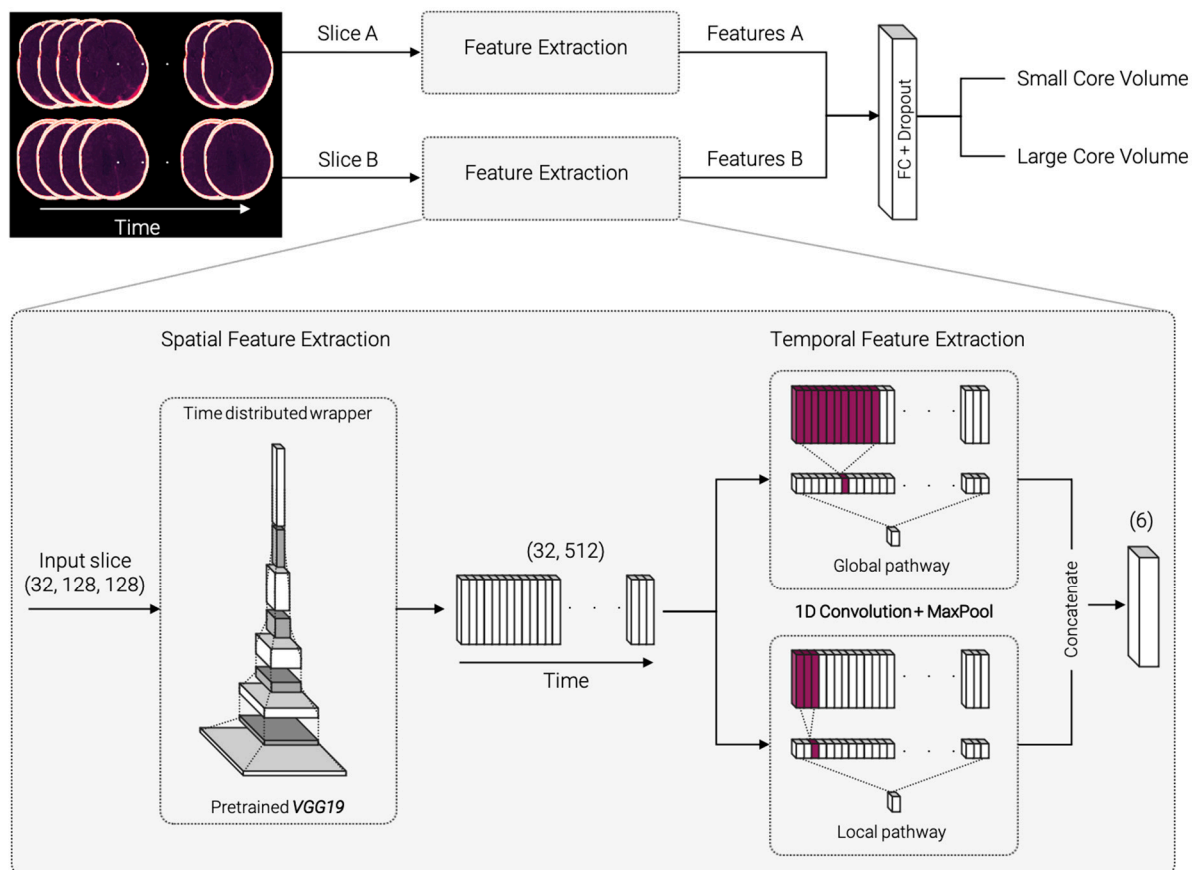 Slice A
Feature Extraction
Features A
Slice B
Feature Extraction
Features B
Time
FC + Dropout
Small Core Volume
Large Core Volume
Spatial Feature Extraction
Temporal Feature Extraction
Time distributed wrapper
Input slice
(32, 128, 128)
Pretrained VGG19
(32, 512)
· · ·
Time
· · ·
· · ·
Global pathway
1D Convolution + MaxPool
· · ·
· · ·
Local pathway
Concatenate
(6)